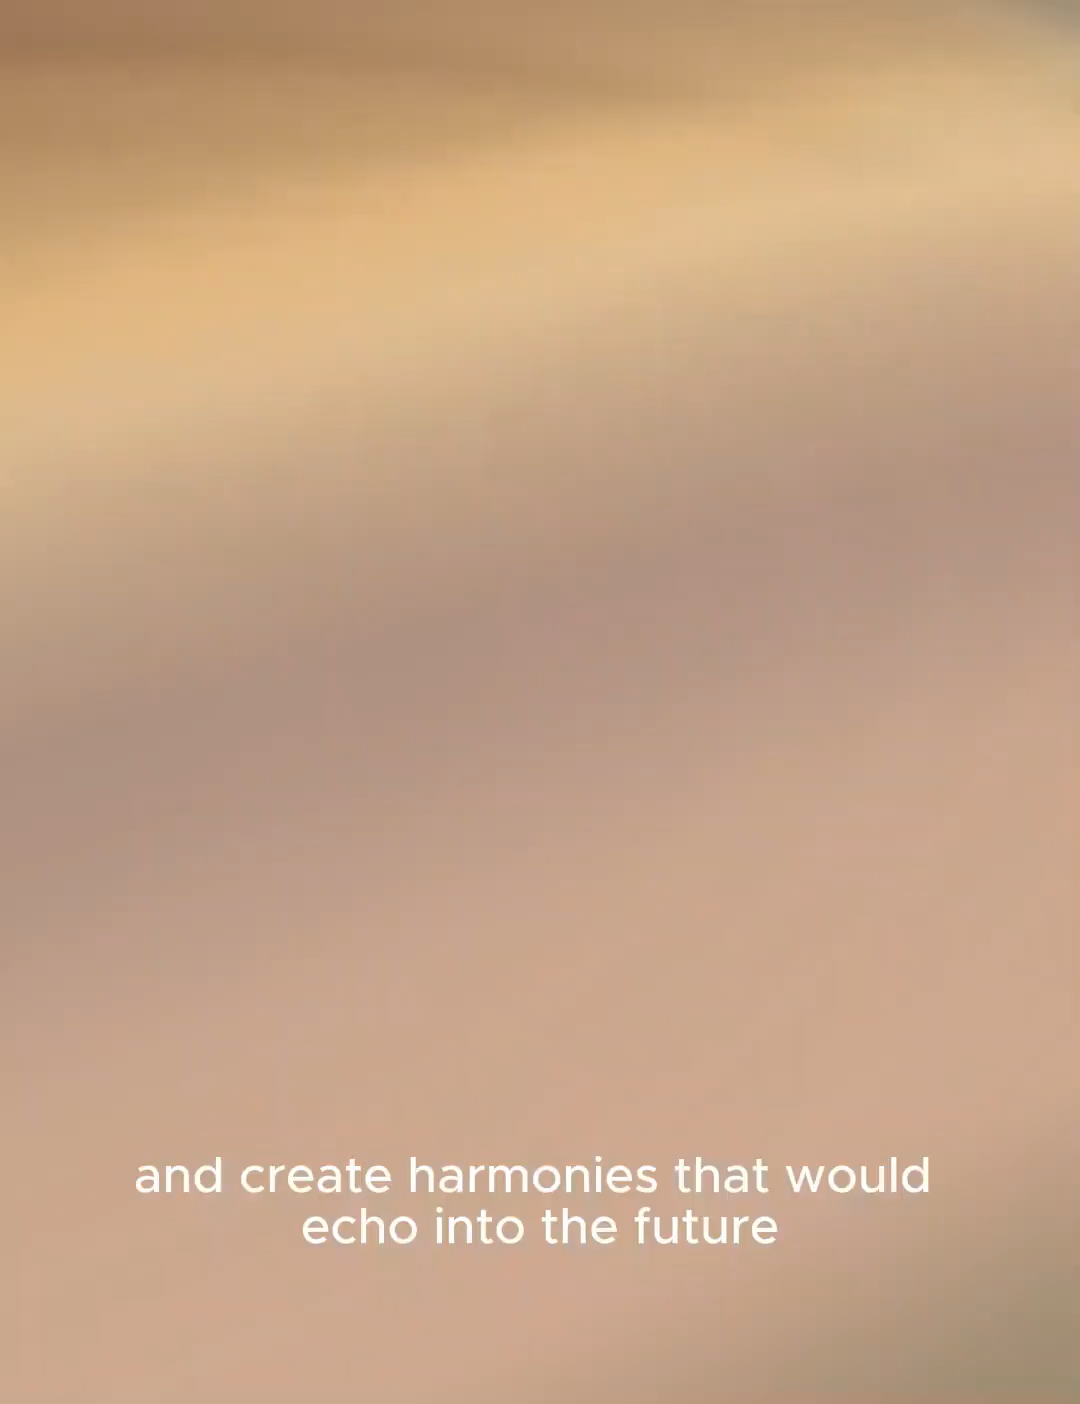 and create harmonies that would
echo into the future